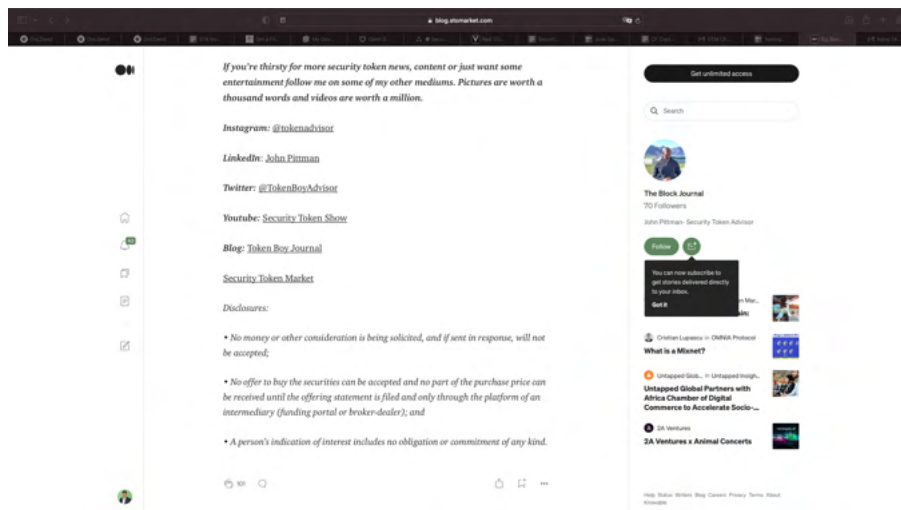 blog.stomarket.com
If you're thirsty for more security token news, content or just want some
entertainment follow me on some of my other mediums. Pictures are worth a
thousand words and videos are worth a million.
Instagram: @tokenadvisor
LinkedIn: John Pittman
Twitter: @TokenBoyAdvisor
Youtube: Security Token Show
Blog: Token Boy Journal
Security Token Market
Disclosures:
• No money or other consideration is being solicited, and if sent in response, will not
be accepted;
• No offer to buy the securities can be accepted and no part of the purchase price can
be received until the offering statement is filed and only through the platform of an
intermediary (funding portal or broker-dealer); and
• A person's indication of interest includes no obligation or commitment of any kind.
101
Get unlimited access
Search
The Block Journal
70 Followers
John Pittman- Security Token Advisor
Follow
You can now subscribe to
get stories delivered directly
to your inbox.
Got it
Cristian Lupascu in OMNIA Protocol
What is a Mixnet?
Untapped Glob... in Untapped Insigh...
Untapped Global Partners with
Africa Chamber of Digital
Commerce to Accelerate Socio-...
2A Ventures
2A Ventures x Animal Concerts
Help Status Writers Blog Careers Privacy Terms About
Knowable